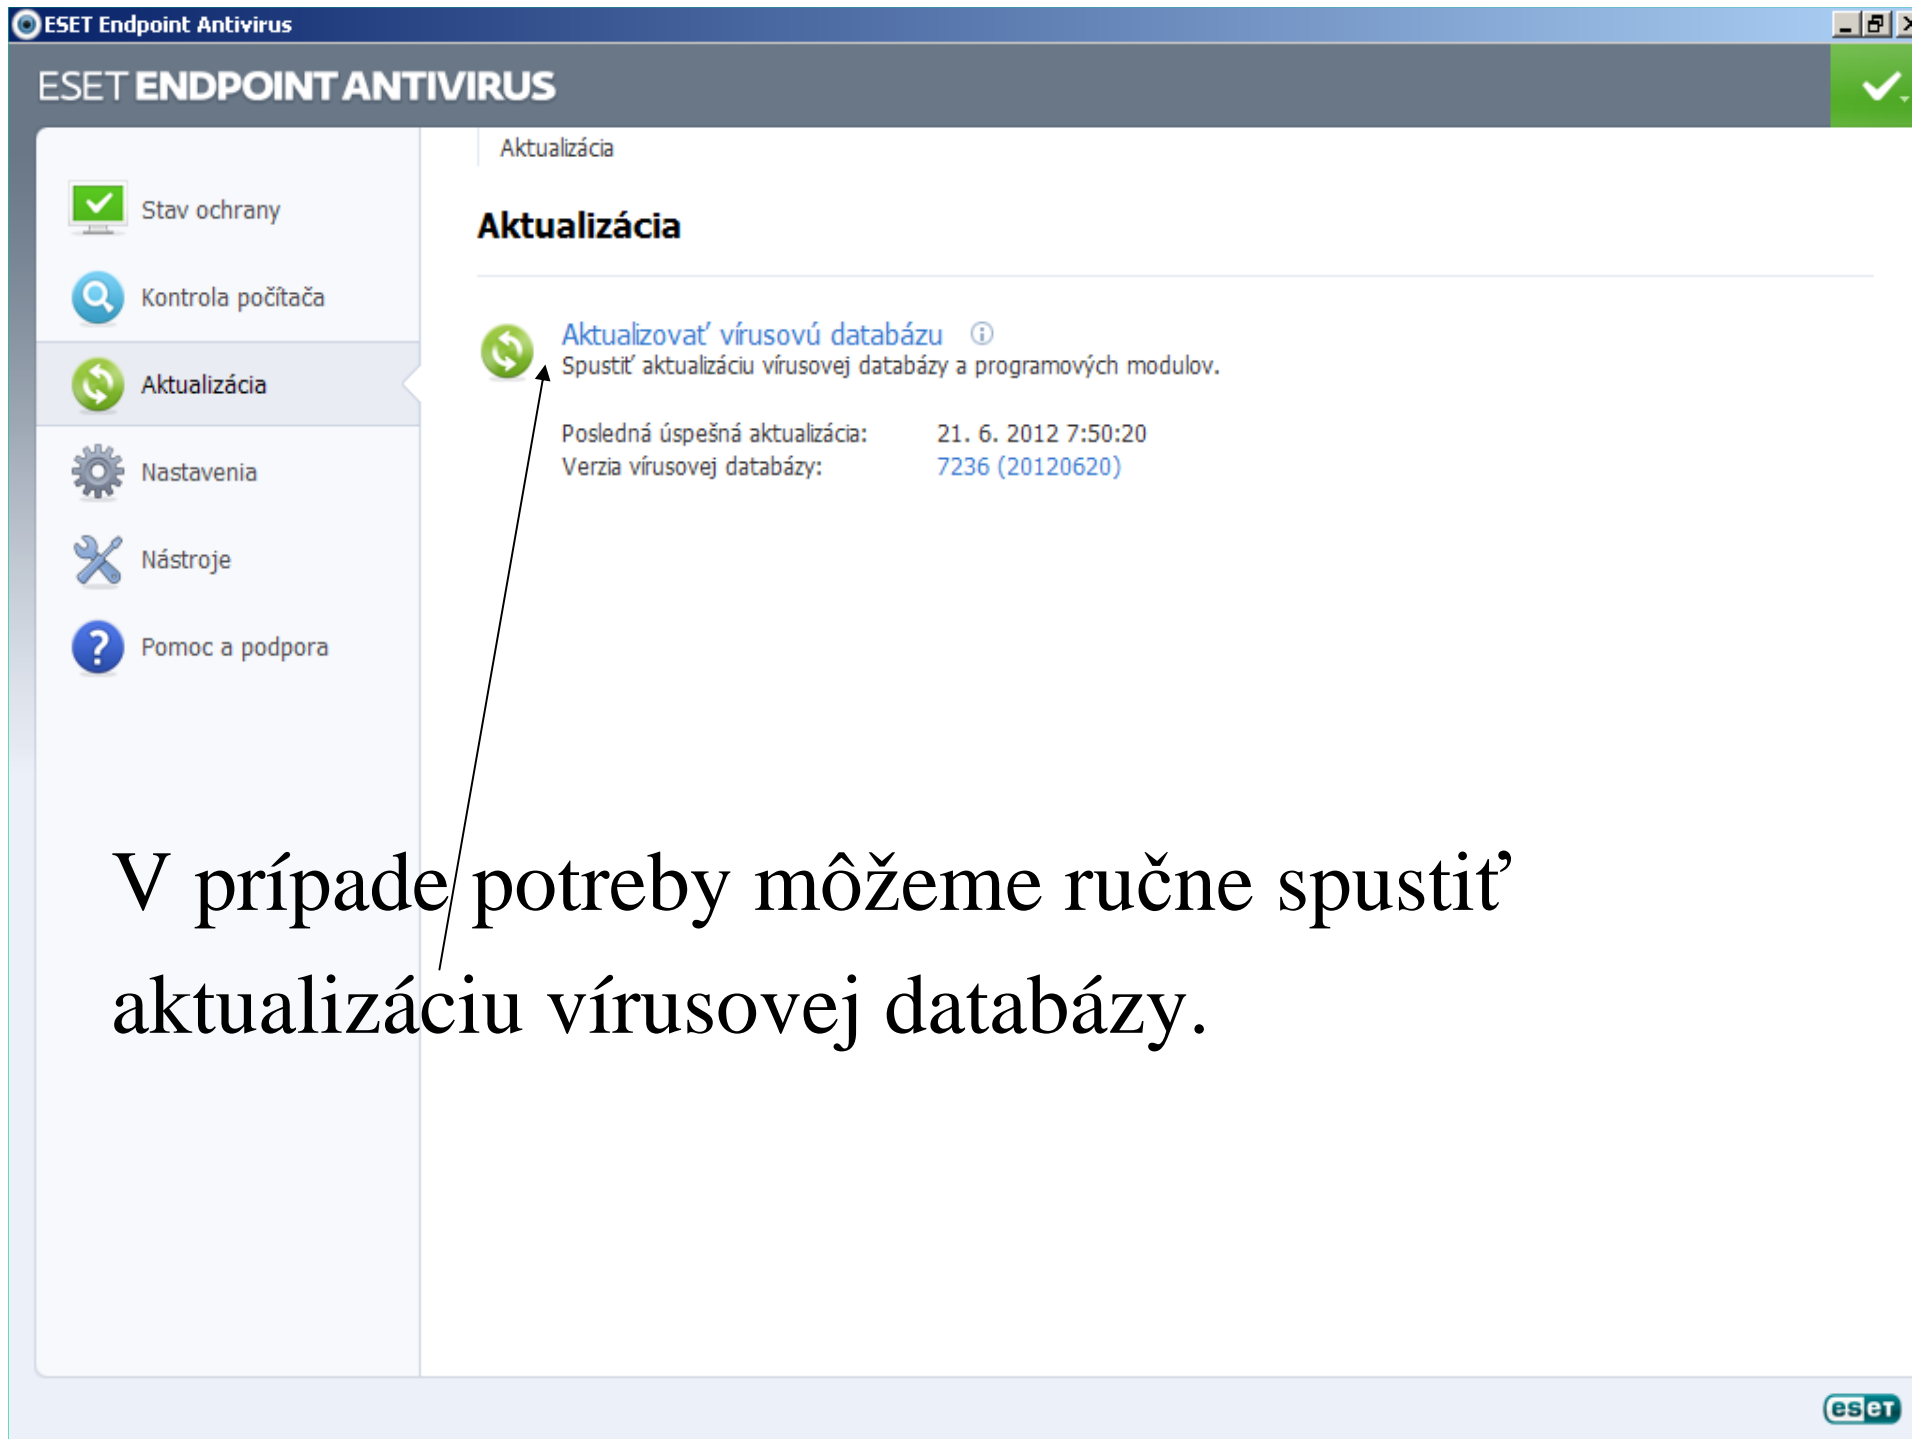 ESET Endpoint Antivirus
ESET ENDPOINT ANTIVIRUS
Stav ochrany
Kontrola počítača
Aktualizácia
Nastavenia
Nástroje
Pomoc a podpora
Aktualizácia
Aktualizácia
Aktualizovať vírusovú databázu
Spustiť aktualizáciu vírusovej databázy a programových modulov.
Posledná úspešná aktualizácia: 21. 6. 2012 7:50:20
Verzia vírusovej databázy: 7236 (20120620)
V prípade potreby môžeme ručne spustiť
aktualizáciu vírusovej databázy.
eseT